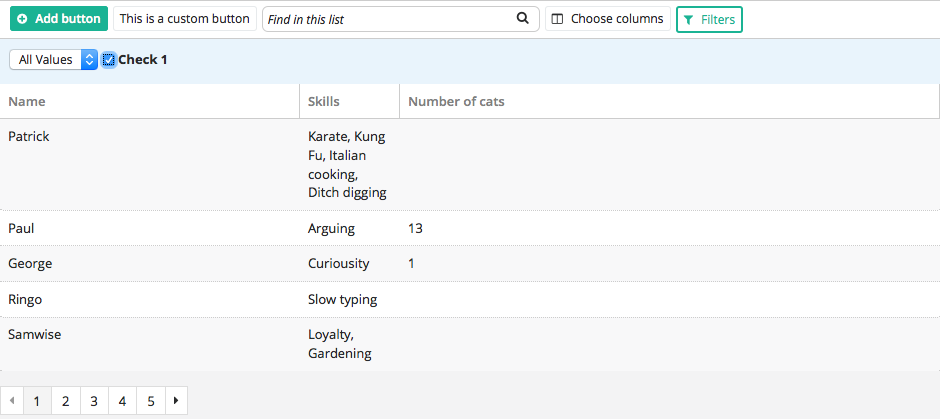 Add button This is a custom button Find in this list Choose columns Filters
All Values Check 1
Name Skills Number of cats
Patrick Karate, Kung
Fu, Italian
cooking,
Ditch digging
Paul Arguing 13
George Curiousity 1
Ringo Slow typing
Samwise Loyalty,
Gardening
1 2 3 4 5